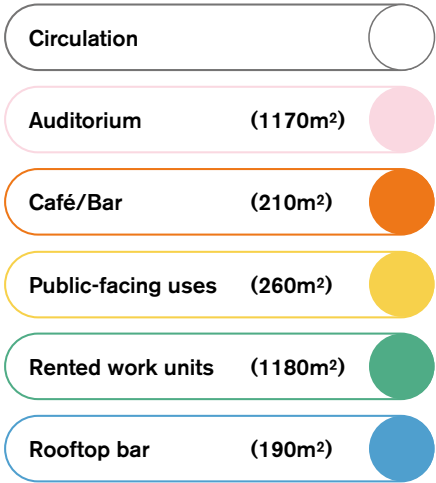 Circulation
Auditorium (1170m²)
Café/Bar (210m²)
Public-facing uses (260m²)
Rented work units (1180m²)
Rooftop bar (190m²)